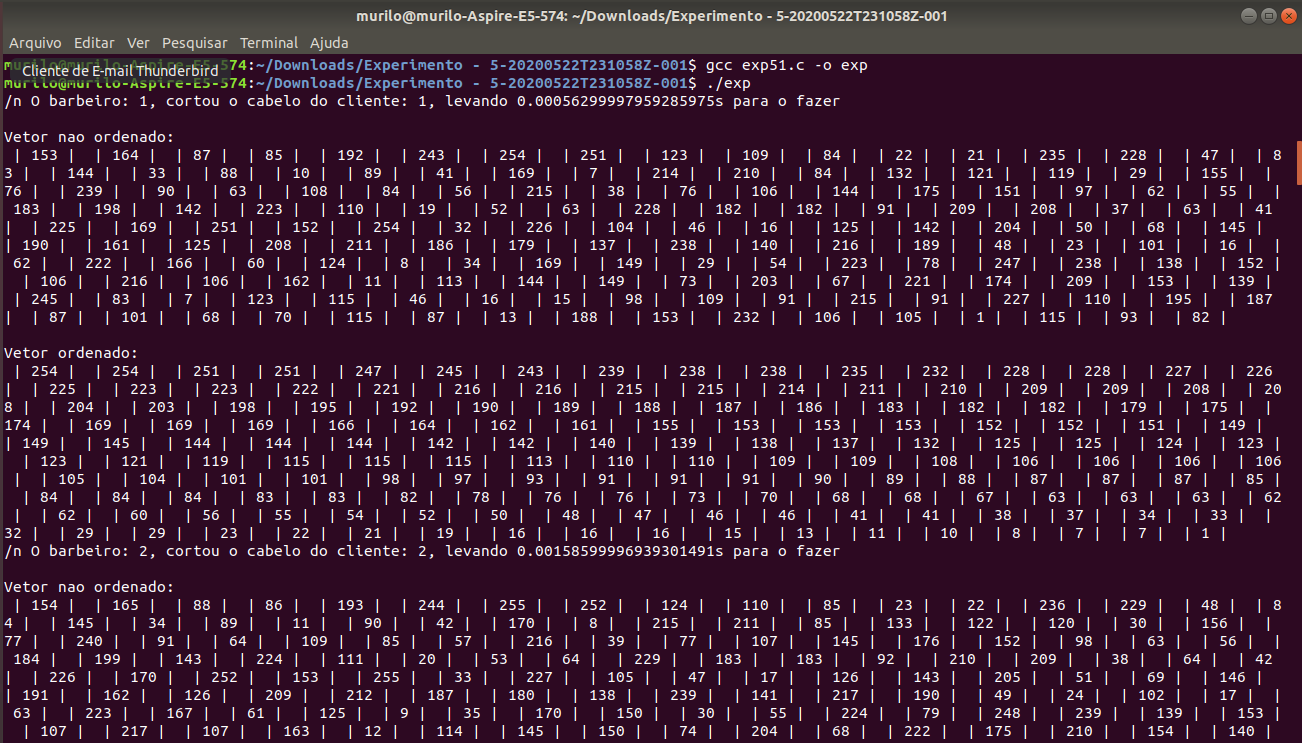 murilo@murilo-Aspire-E5-574: ~/Downloads/Experimento - 5-20200522T231058Z-001
Arquivo Editar Ver Pesquisar Terminal Ajuda
Cliente de E-mail Thunderbird
murilo@murilo-Aspire-E5-574:~/Downloads/Experimento - 5-20200522T231058Z-001$ gcc exp51.c -o exp
murilo@murilo-Aspire-E5-574:~/Downloads/Experimento - 5-20200522T231058Z-001$ ./exp
/n O barbeiro: 1, cortou o cabelo do cliente: 1, levando 0.00056299997959285975s para o fazer
Vetor nao ordenado:
| 153 | | 164 | | 87 | | 85 | | 192 | | 243 | | 254 | | 251 | | 123 | | 109 | | 84 | | 22 | | 21 | | 235 | | 228 | | 47 | | 8
3 | | 144 | | 33 | | 88 | | 10 | | 89 | | 41 | | 169 | | 7 | | 214 | | 210 | | 84 | | 132 | | 121 | | 119 | | 29 | | 155 | |
76 | | 239 | | 90 | | 63 | | 108 | | 84 | | 56 | | 215 | | 38 | | 76 | | 106 | | 144 | | 175 | | 151 | | 97 | | 62 | | 55 | |
183 | | 198 | | 142 | | 223 | | 110 | | 19 | | 52 | | 63 | | 228 | | 182 | | 182 | | 91 | | 209 | | 208 | | 37 | | 63 | | 41
| | 225 | | 169 | | 251 | | 152 | | 254 | | 32 | | 226 | | 104 | | 46 | | 16 | | 125 | | 142 | | 204 | | 50 | | 68 | | 145 |
| 190 | | 161 | | 125 | | 208 | | 211 | | 186 | | 179 | | 137 | | 238 | | 140 | | 216 | | 189 | | 48 | | 23 | | 101 | | 16 | |
62 | | 222 | | 166 | | 60 | | 124 | | 8 | | 34 | | 169 | | 149 | | 29 | | 54 | | 223 | | 78 | | 247 | | 238 | | 138 | | 152 |
| 106 | | 216 | | 106 | | 162 | | 11 | | 113 | | 144 | | 149 | | 73 | | 203 | | 67 | | 221 | | 174 | | 209 | | 153 | | 139 |
| 245 | | 83 | | 7 | | 123 | | 115 | | 46 | | 16 | | 15 | | 98 | | 109 | | 91 | | 215 | | 91 | | 227 | | 110 | | 195 | | 187
| | 87 | | 101 | | 68 | | 70 | | 115 | | 87 | | 13 | | 188 | | 153 | | 232 | | 106 | | 105 | | 1 | | 115 | | 93 | | 82 |
Vetor ordenado:
| 254 | | 254 | | 251 | | 251 | | 247 | | 245 | | 243 | | 239 | | 238 | | 238 | | 235 | | 232 | | 228 | | 228 | | 227 | | 226
| | 225 | | 223 | | 223 | | 222 | | 221 | | 216 | | 216 | | 215 | | 215 | | 214 | | 211 | | 210 | | 209 | | 209 | | 208 | | 20
8 | | 204 | | 203 | | 198 | | 195 | | 192 | | 190 | | 189 | | 188 | | 187 | | 186 | | 183 | | 182 | | 182 | | 179 | | 175 | |
174 | | 169 | | 169 | | 169 | | 166 | | 164 | | 162 | | 161 | | 155 | | 153 | | 153 | | 153 | | 152 | | 152 | | 151 | | 149 |
| 149 | | 145 | | 144 | | 144 | | 144 | | 142 | | 142 | | 140 | | 139 | | 138 | | 137 | | 132 | | 125 | | 125 | | 124 | | 123 |
| 123 | | 121 | | 119 | | 115 | | 115 | | 115 | | 113 | | 110 | | 110 | | 109 | | 109 | | 108 | | 106 | | 106 | | 106 | | 106
| | 105 | | 104 | | 101 | | 101 | | 98 | | 97 | | 93 | | 91 | | 91 | | 91 | | 90 | | 89 | | 88 | | 87 | | 87 | | 87 | | 85 |
| 84 | | 84 | | 84 | | 83 | | 83 | | 82 | | 78 | | 76 | | 76 | | 73 | | 70 | | 68 | | 68 | | 67 | | 63 | | 63 | | 63 | | 62
| | 62 | | 60 | | 56 | | 55 | | 54 | | 52 | | 50 | | 48 | | 47 | | 46 | | 46 | | 41 | | 41 | | 38 | | 37 | | 34 | | 33 | |
32 | | 29 | | 29 | | 23 | | 22 | | 21 | | 19 | | 16 | | 16 | | 16 | | 15 | | 13 | | 11 | | 10 | | 8 | | 7 | | 7 | | 1 |
/n O barbeiro: 2, cortou o cabelo do cliente: 2, levando 0.00158599996939301491s para o fazer
Vetor nao ordenado:
| 154 | | 165 | | 88 | | 86 | | 193 | | 244 | | 255 | | 252 | | 124 | | 110 | | 85 | | 23 | | 22 | | 236 | | 229 | | 48 | | 8
4 | | 145 | | 34 | | 89 | | 11 | | 90 | | 42 | | 170 | | 8 | | 215 | | 211 | | 85 | | 133 | | 122 | | 120 | | 30 | | 156 | |
77 | | 240 | | 91 | | 64 | | 109 | | 85 | | 57 | | 216 | | 39 | | 77 | | 107 | | 145 | | 176 | | 152 | | 98 | | 63 | | 56 | |
184 | | 199 | | 143 | | 224 | | 111 | | 20 | | 53 | | 64 | | 229 | | 183 | | 183 | | 92 | | 210 | | 209 | | 38 | | 64 | | 42
| | 226 | | 170 | | 252 | | 153 | | 255 | | 33 | | 227 | | 105 | | 47 | | 17 | | 126 | | 143 | | 205 | | 51 | | 69 | | 146 |
| 191 | | 162 | | 126 | | 209 | | 212 | | 187 | | 180 | | 138 | | 239 | | 141 | | 217 | | 190 | | 49 | | 24 | | 102 | | 17 | |
63 | | 223 | | 167 | | 61 | | 125 | | 9 | | 35 | | 170 | | 150 | | 30 | | 55 | | 224 | | 79 | | 248 | | 239 | | 139 | | 153 |
| 107 | | 217 | | 107 | | 163 | | 12 | | 114 | | 145 | | 150 | | 74 | | 204 | | 68 | | 222 | | 175 | | 210 | | 154 | | 140 |